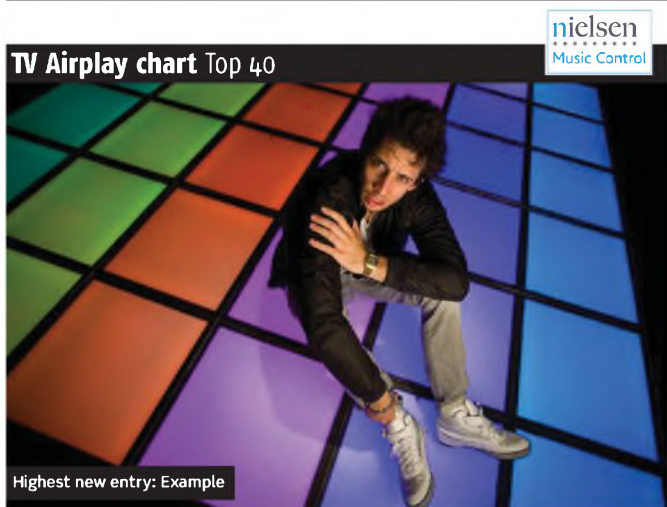 nielsen
Music Control
TV Airplay chart Top 40
Highest new entry: Example